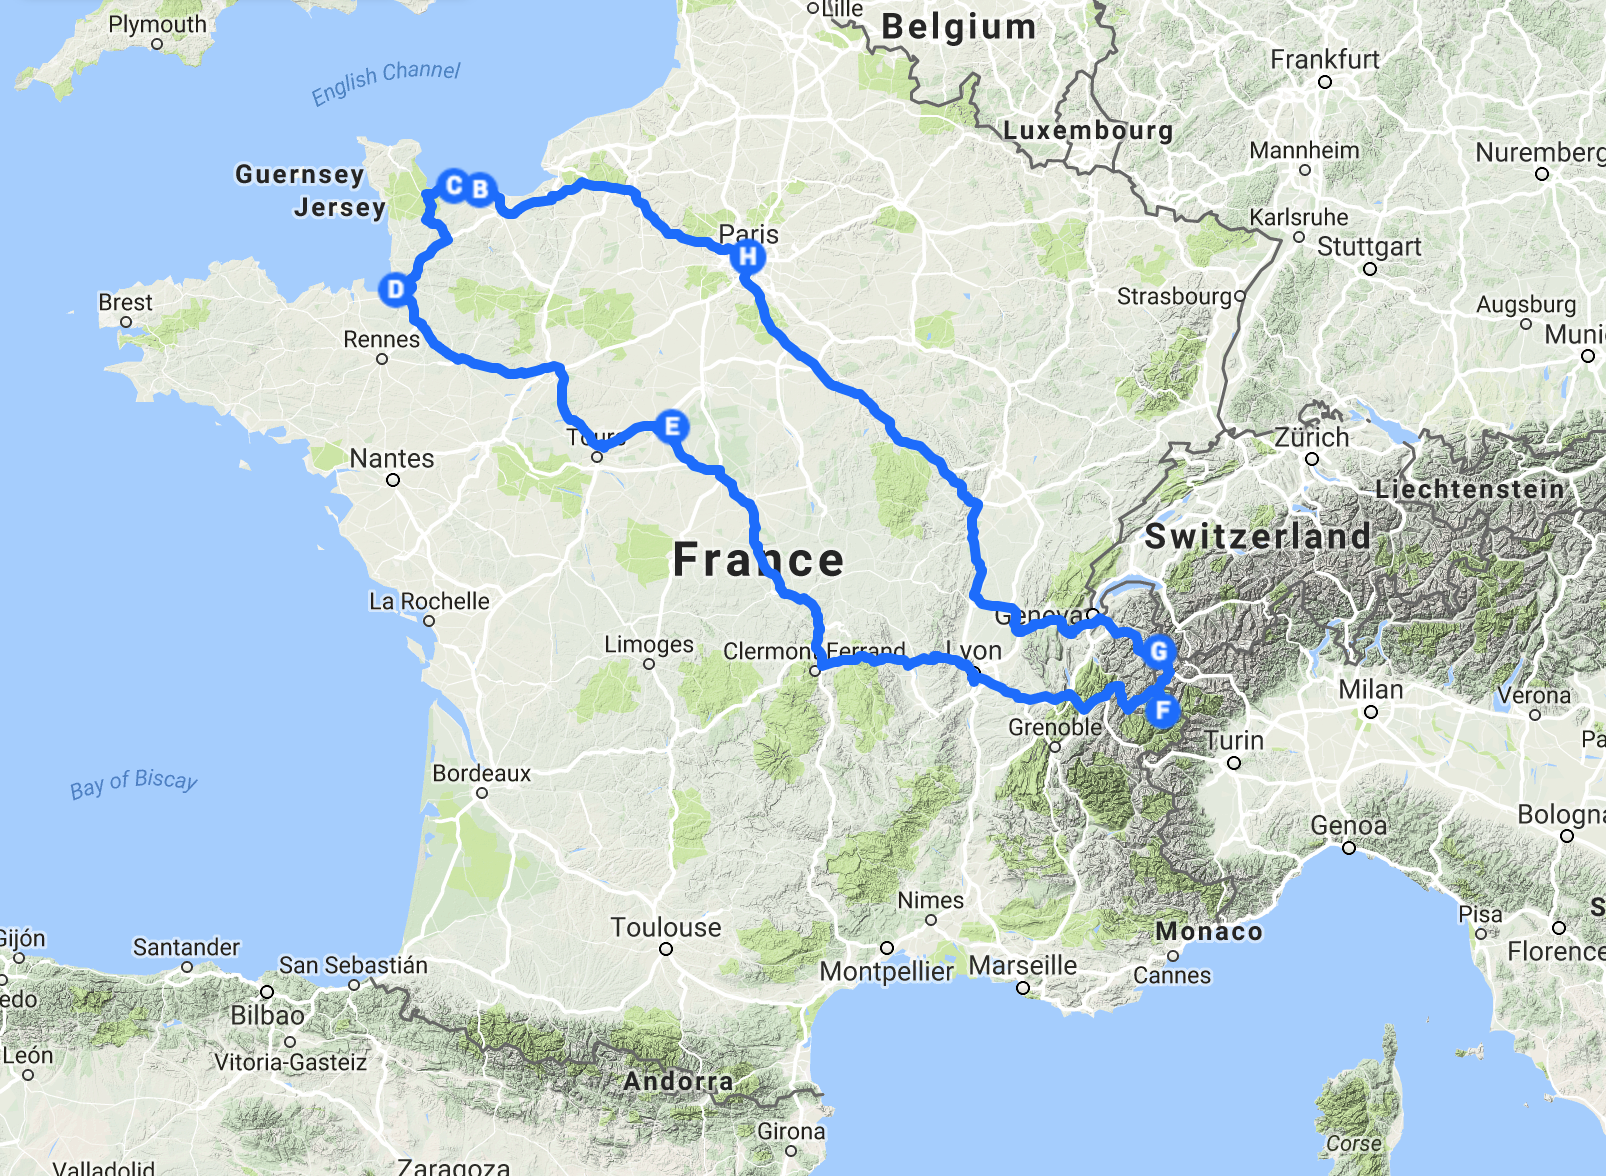 Lille
Belgium
Plymouth
Frankfurt
English Channel
Luxembourg
Mannheim
Nuremberg
Guernsey
C
B
Jersey
Karlsruhe
Paris
Stuttgart
H
D
Strasbourg
Brest
Augsburg
Rennes
Muni
E
Tours
Zürich
Nantes
Liechtenstein
Switzerland
France
La Rochelle
Geneva
Limoges
Clermont-Ferrand
Lyon
G
Milan
Verona
F
Grenoble
Turin
Pa
Bordeaux
Bay of Biscay
Bologna
Genoa
Nimes
Pisa
S
Toulouse
Monaco
Gijón
Santander
Florence
San Sebastián
Montpellier
Marseille
Cannes
edo
Bilbao
León
Vitoria-Gasteiz
Andorra
Girona
Corse
Valladolid
Zaragoza